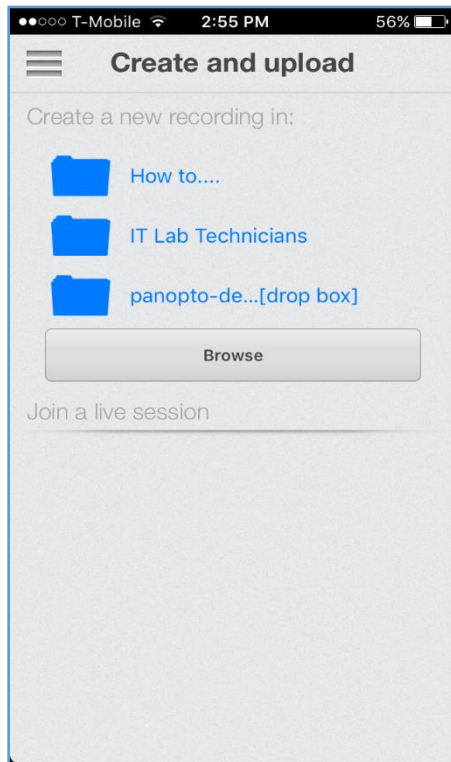 ●●○○○ T-Mobile 2:55 PM 56%
Create and upload
Create a new recording in:
How to....
IT Lab Technicians
panopto-de...[drop box]
Browse
Join a live session